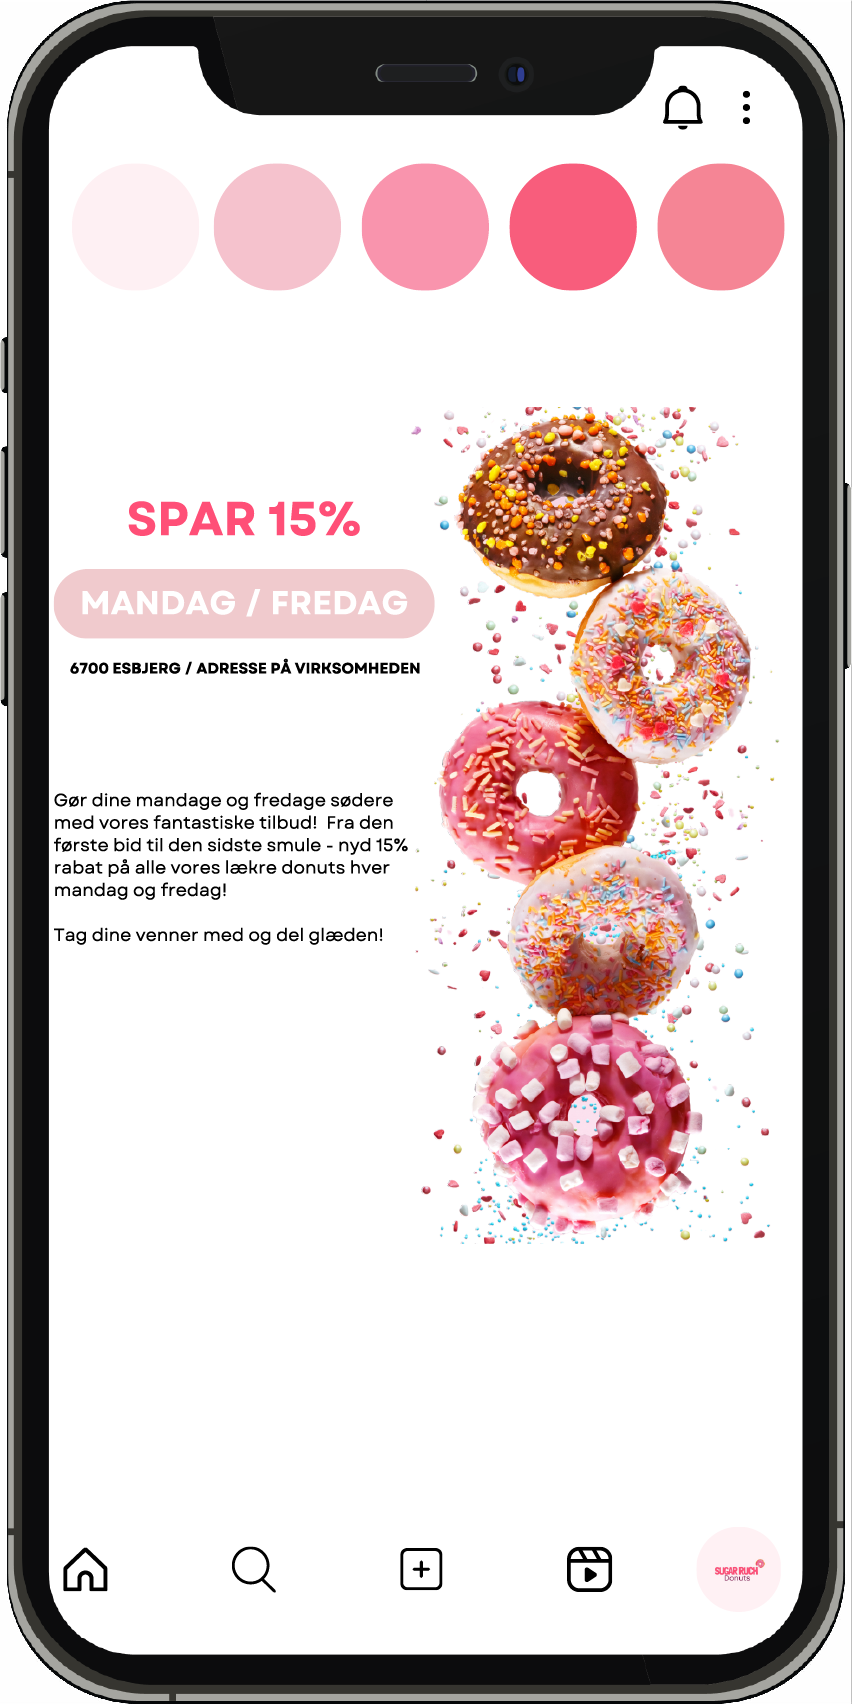 SPAR 15%
MANDAG / FREDAG
6700 ESBJERG / ADRESSE PÅ VIRKSOMHEDEN
Gør dine mandage og fredage sødere
med vores fantastiske tilbud!  Fra den
første bid til den sidste smule - nyd 15%
rabat på alle vores lækre donuts hver
mandag og fredag!
Tag dine venner med og del glæden!
SUGAR RUCH
Donuts